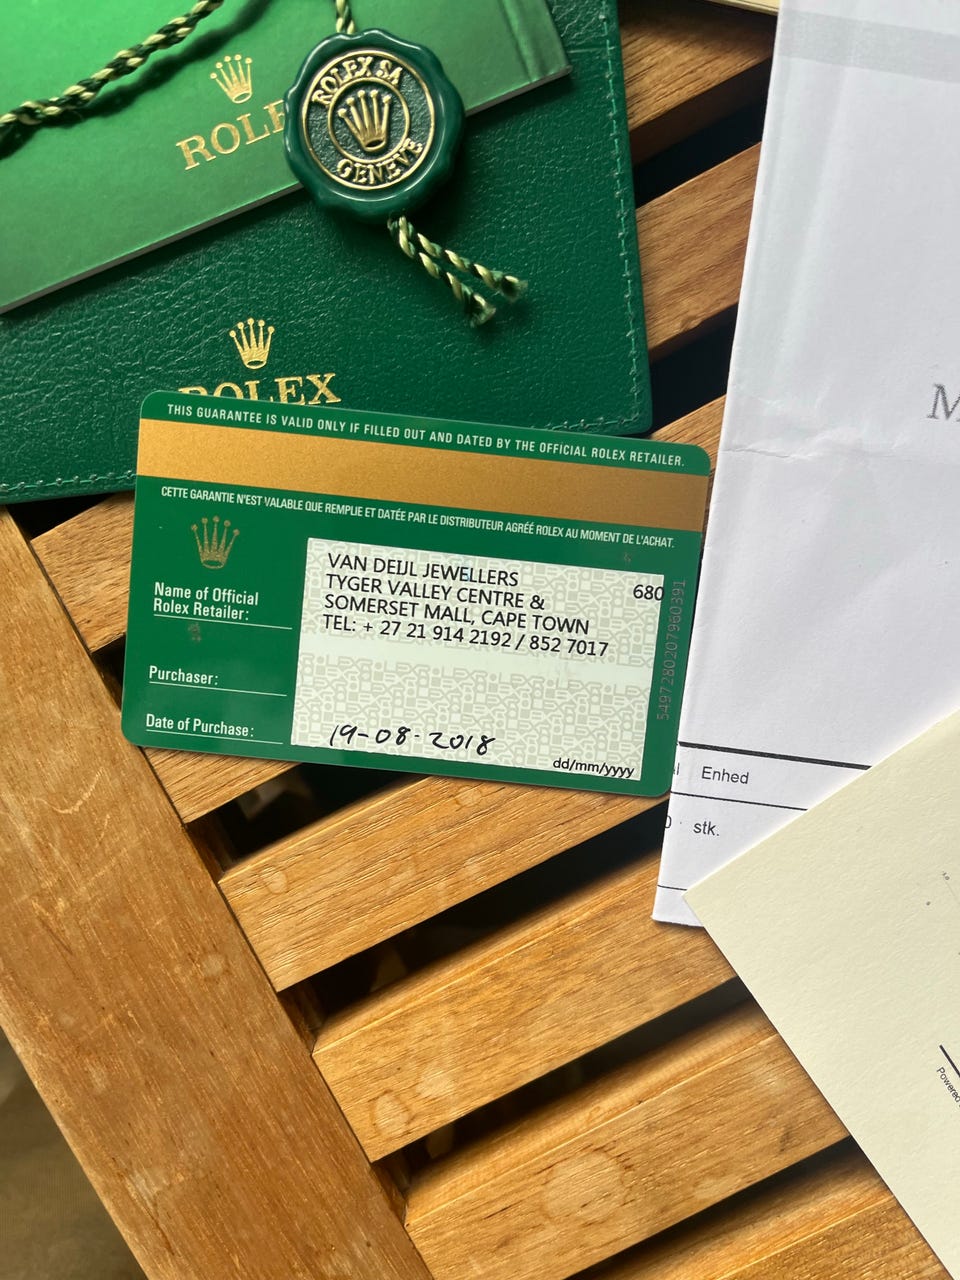 ROLEX SA
GENEVE
ROLE
ROLEX
THIS GUARANTEE IS VALID ONLY IF FILLED OUT AND DATED BY THE OFFICIAL ROLEX RETAILER.
CETTE GARANTIE N'EST VALABLE QUE REMPLIE ET DATÉE PAR LE DISTRIBUTEUR AGRÉÉ ROLEX AU MOMENT DE L'ACHAT.
Name of Official
Rolex Retailer:
VAN DEIJL JEWELLERS 680
TYGER VALLEY CENTRE &
SOMERSET MALL, CAPE TOWN
TEL: + 27 21 914 2192 / 852 7017
Purchaser:
Date of Purchase:
19-08-2018
dd/mm/yyyy
M
Enhed
stk.
Powered